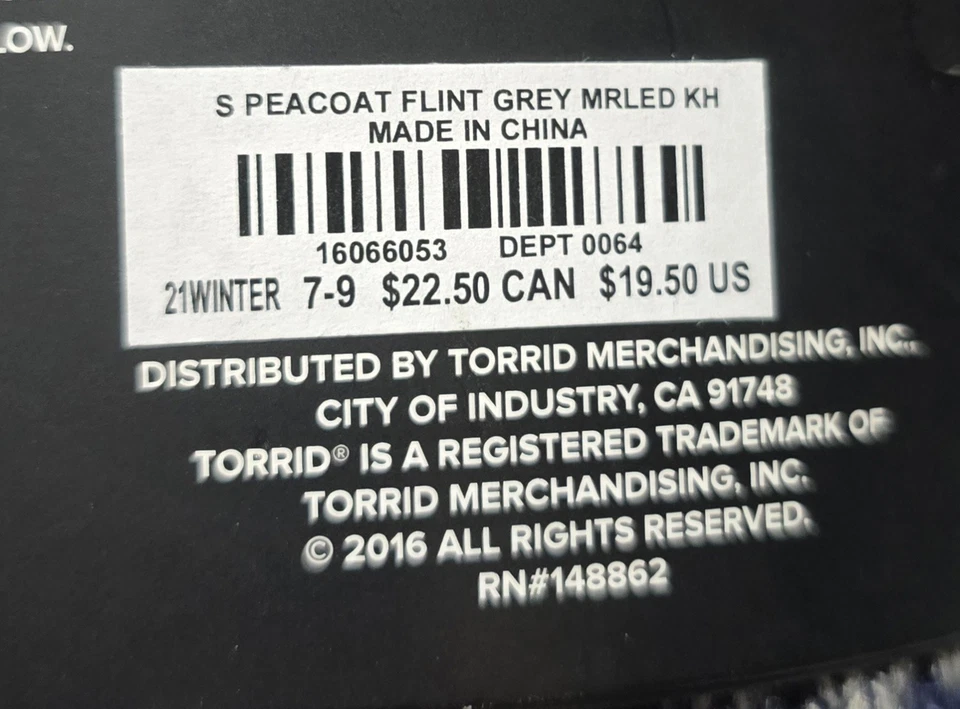 LOW.
S PEACOAT FLINT GREY MRLED KH
MADE IN CHINA
16066053 DEPT 0064
21WINTER 7-9 $22.50 CAN $19.50 US
DISTRIBUTED BY TORRID MERCHANDISING, INC.,
CITY OF INDUSTRY, CA 91748
TORRID® IS A REGISTERED TRADEMARK OF
TORRID MERCHANDISING, INC.
© 2016 ALL RIGHTS RESERVED.
RN#148862